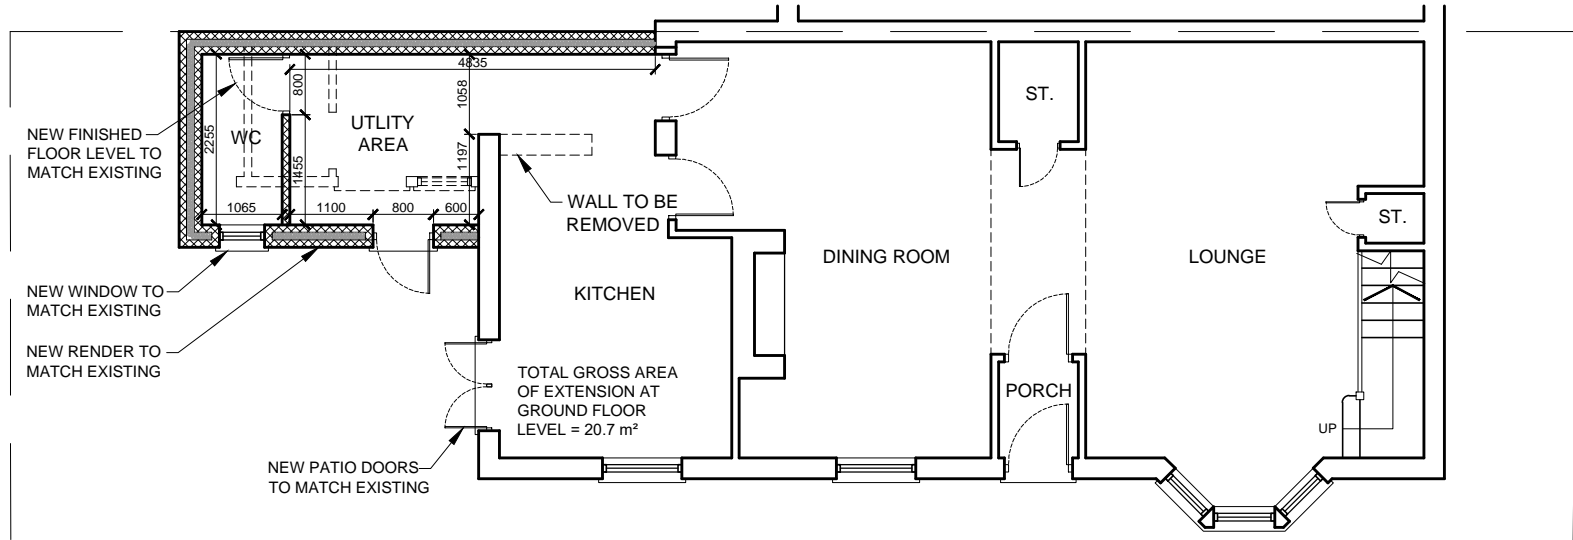 4835
800
1058
ST.
NEW FINISHED
FLOOR LEVEL TO
MATCH EXISTING
WC
2255
UTLITY
AREA
1455
1197
WALL TO BE
REMOVED
1065
1100
800
600
ST.
DINING ROOM
LOUNGE
NEW WINDOW TO
MATCH EXISTING
KITCHEN
NEW RENDER TO
MATCH EXISTING
TOTAL GROSS AREA
OF EXTENSION AT
GROUND FLOOR
LEVEL = 20.7 m²
PORCH
UP
NEW PATIO DOORS
TO MATCH EXISTING